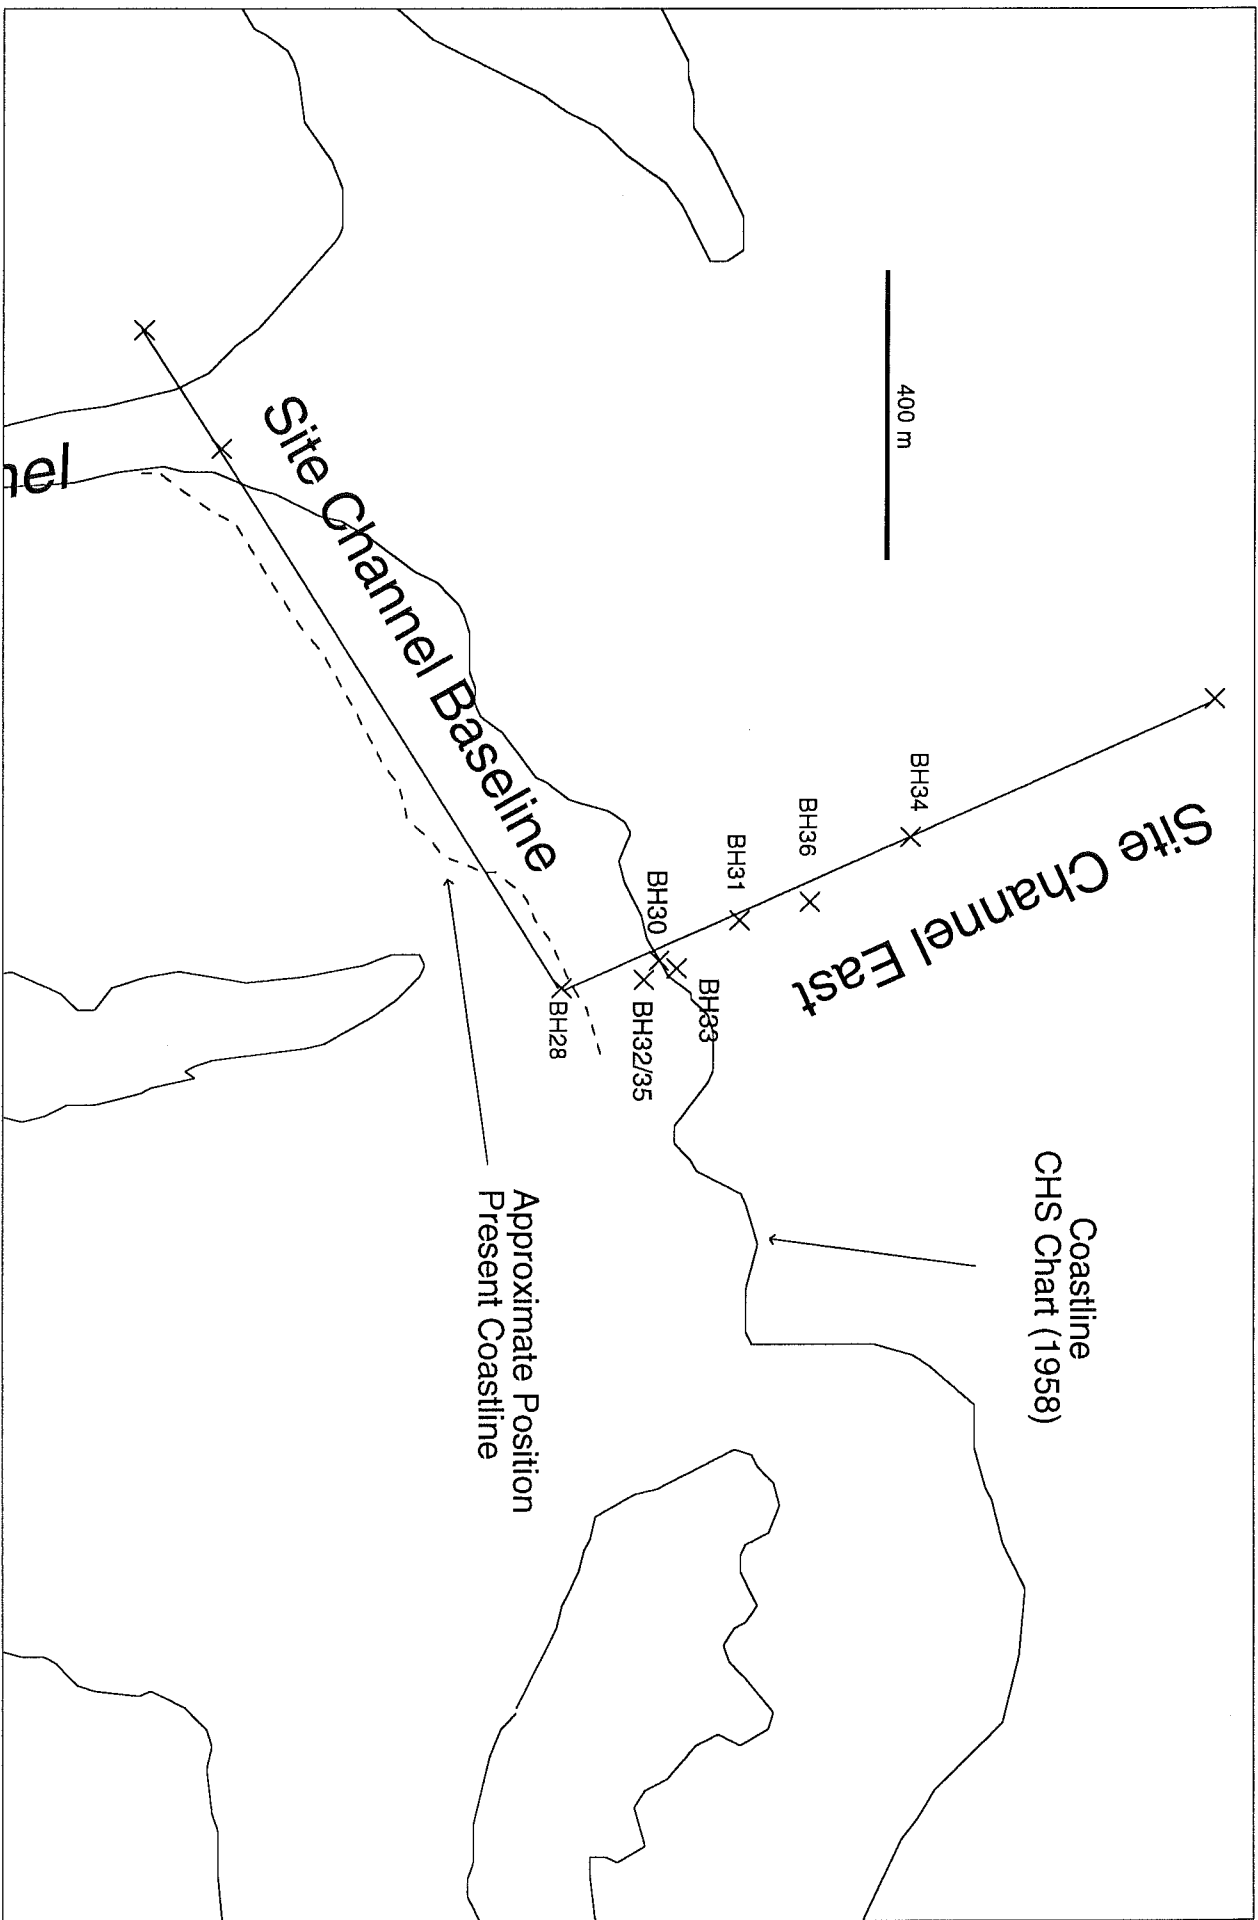 400 m
Site Channel East
BH34
BH36
BH31
BH30
BH33
BH32/35
BH28
Coastline
CHS Chart (1958)
Site Channel Baseline
Approximate Position
Present Coastline
nel